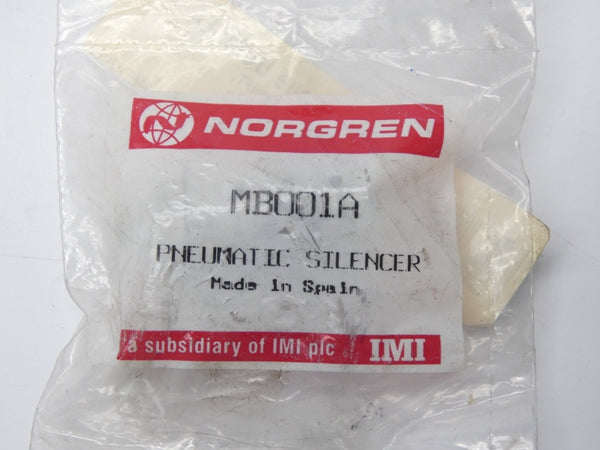 NORGREN
MB001A
PNEUMATIC SILENCER
Made in Spain
a subsidiary of IMI plc IMI